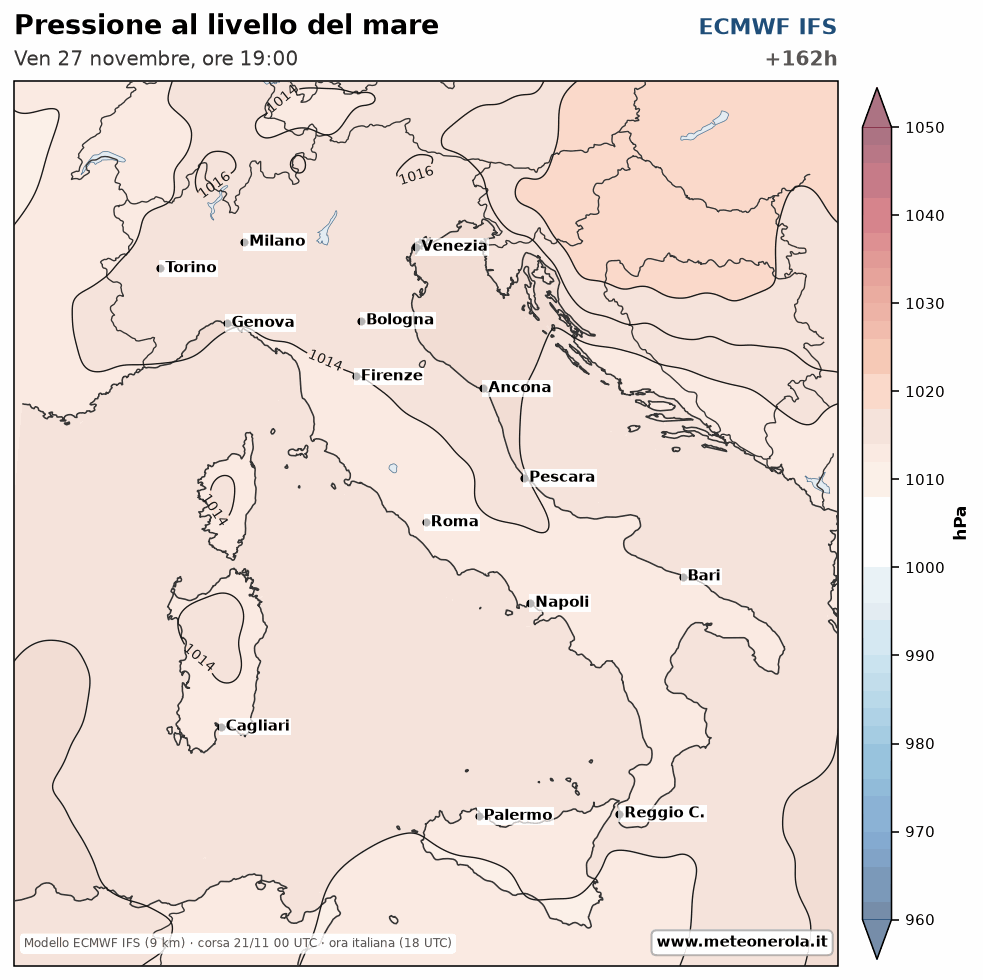 Pressione al livello del mare
ECMWF IFS
Ven 27 novembre, ore 19:00
+162h
1014
1016
1016
Milano
Venezia
Torino
Genova
Bologna
1014
Firenze
Ancona
Pescara
1014
Roma
Bari
Napoli
1014
Cagliari
Palermo
Reggio C.
Modello ECMWF IFS (9 km) · corsa 21/11 00 UTC · ora italiana (18 UTC)
www.meteonerola.it
1050
1040
1030
1020
1010
1000
990
980
970
960
hPa